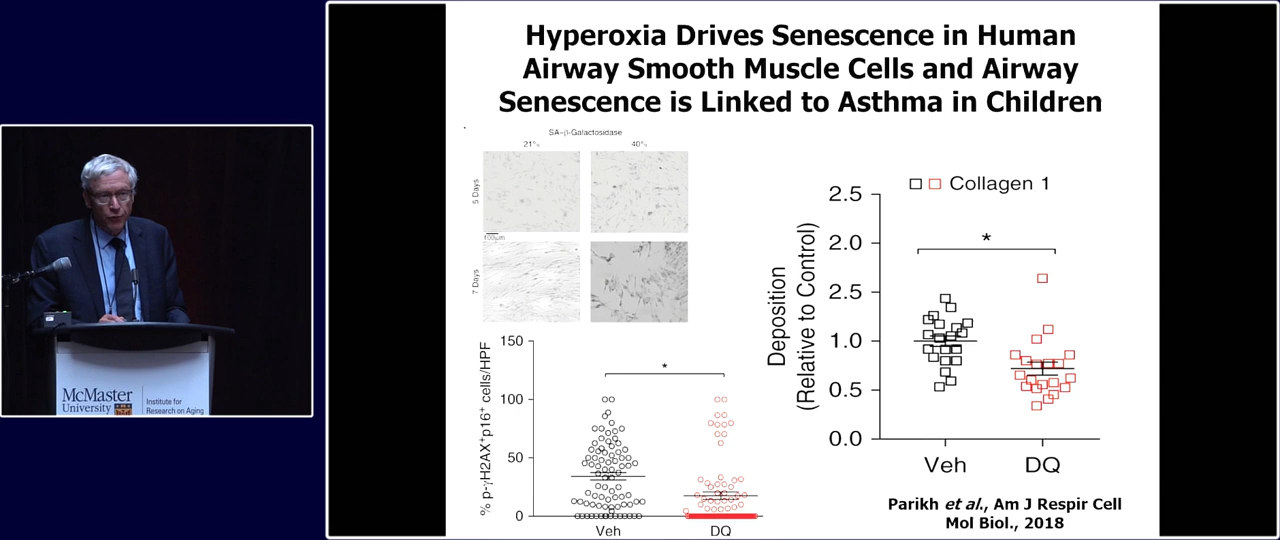 Hyperoxia Drives Senescence in Human
Airway Smooth Muscle Cells and Airway
Senescence is Linked to Asthma in Children
SA-β-Galactosidase
21%
40%
5 Days
100μm
7 Days
% p-γH2AX+p16+ cells/HPF
150
100
50
0
*
Veh
DQ
Collagen 1
Deposition
(Relative to Control)
2.5
2.0
2.5
1.0
0.5
0.0
*
Veh
DQ
Parikh et al., Am J Respir Cell
Mol Biol., 2018
McMaster
University
Institute for
Research on Aging